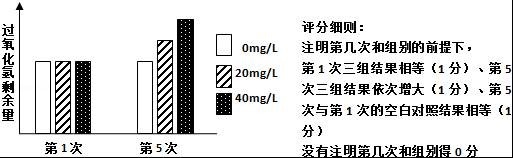 过氧化氢剩余量
0mg/L
20mg/L
40mg/L
第1次
第5次
评分细则：
注明第几次和组别的前提下，
第1次三组结果相等（1分）、第5
次三组结果依次增大（1分）、第5
次与第1次的空白对照结果相等（1
分）
没有注明第几次和组别得0分